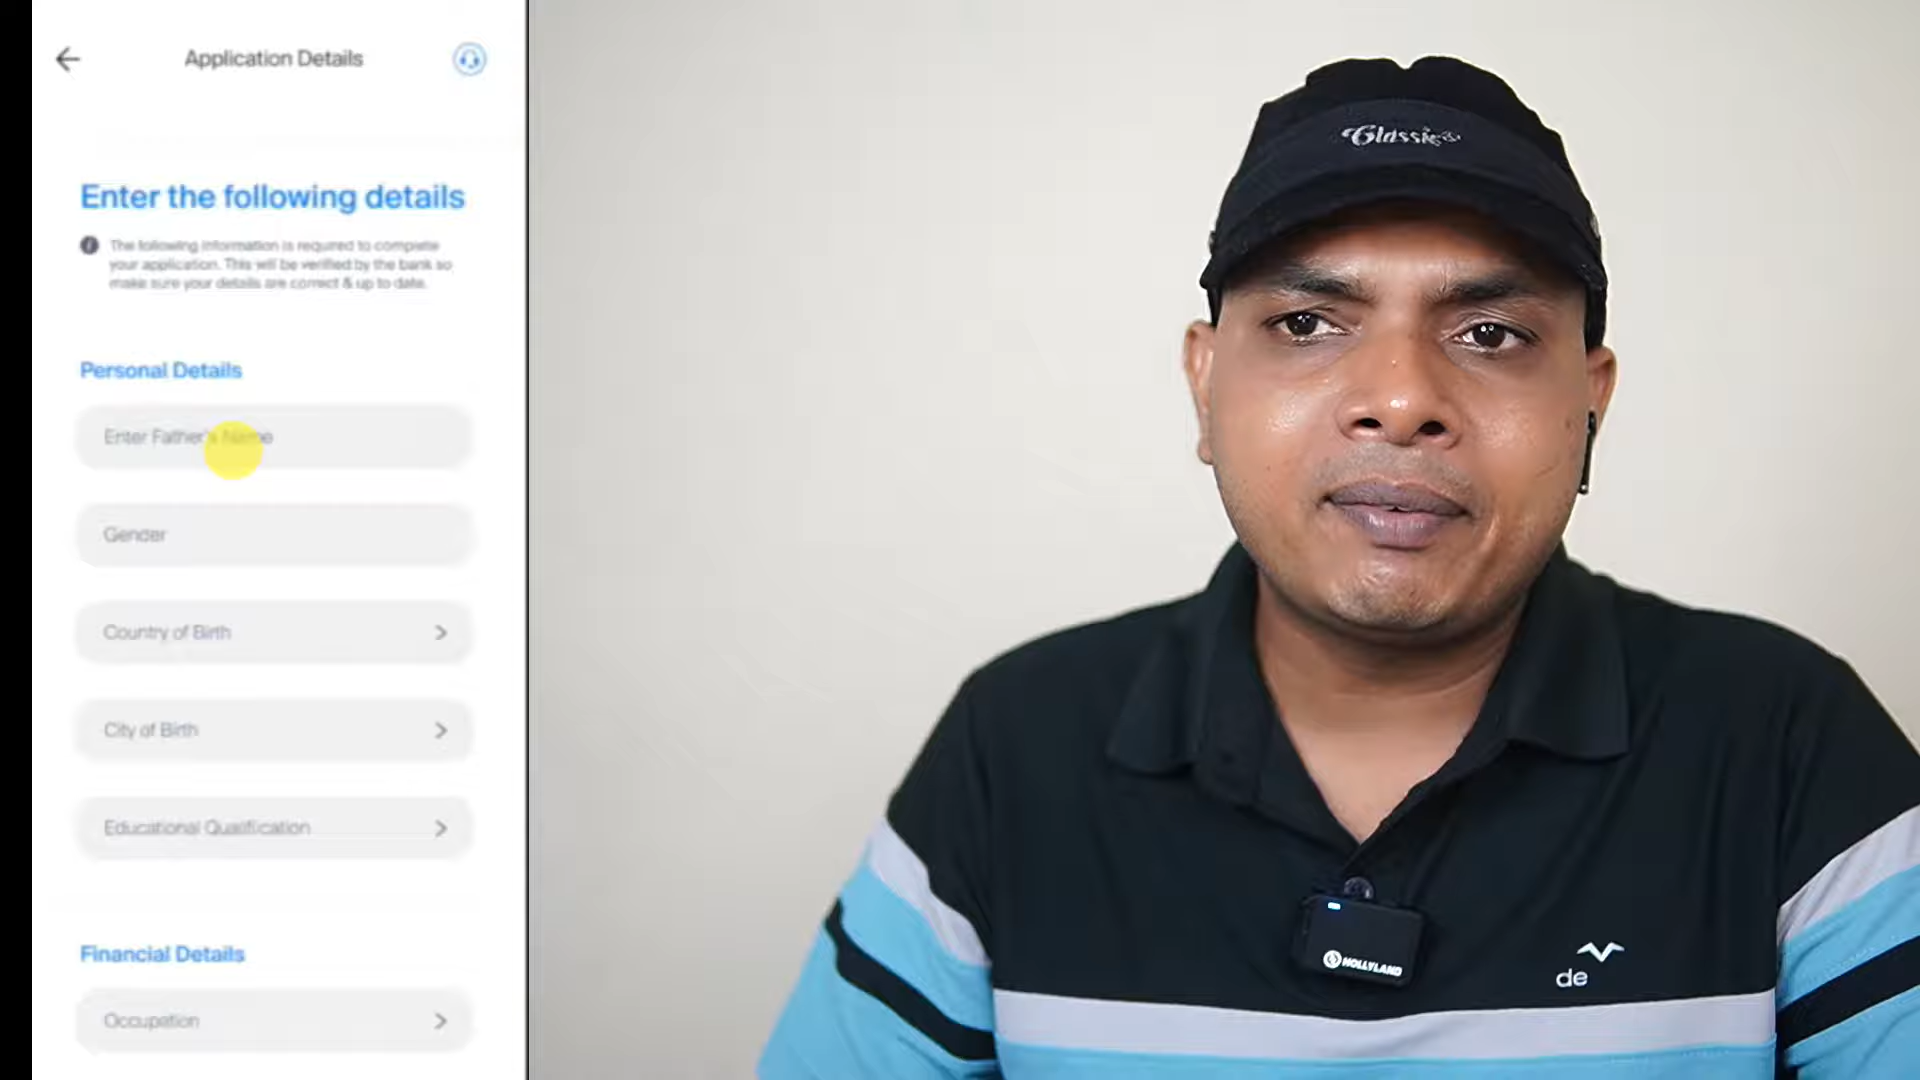 Application Details
Enter the following details
The following information is required to complete
your application. This will be verified by the bank so
make sure your details are correct & up to date.
Personal Details
Enter Father's Name
Gender
Country of Birth
City of Birth
Educational Qualification
Financial Details
Occupation
Classic
HOLLYLAND
de